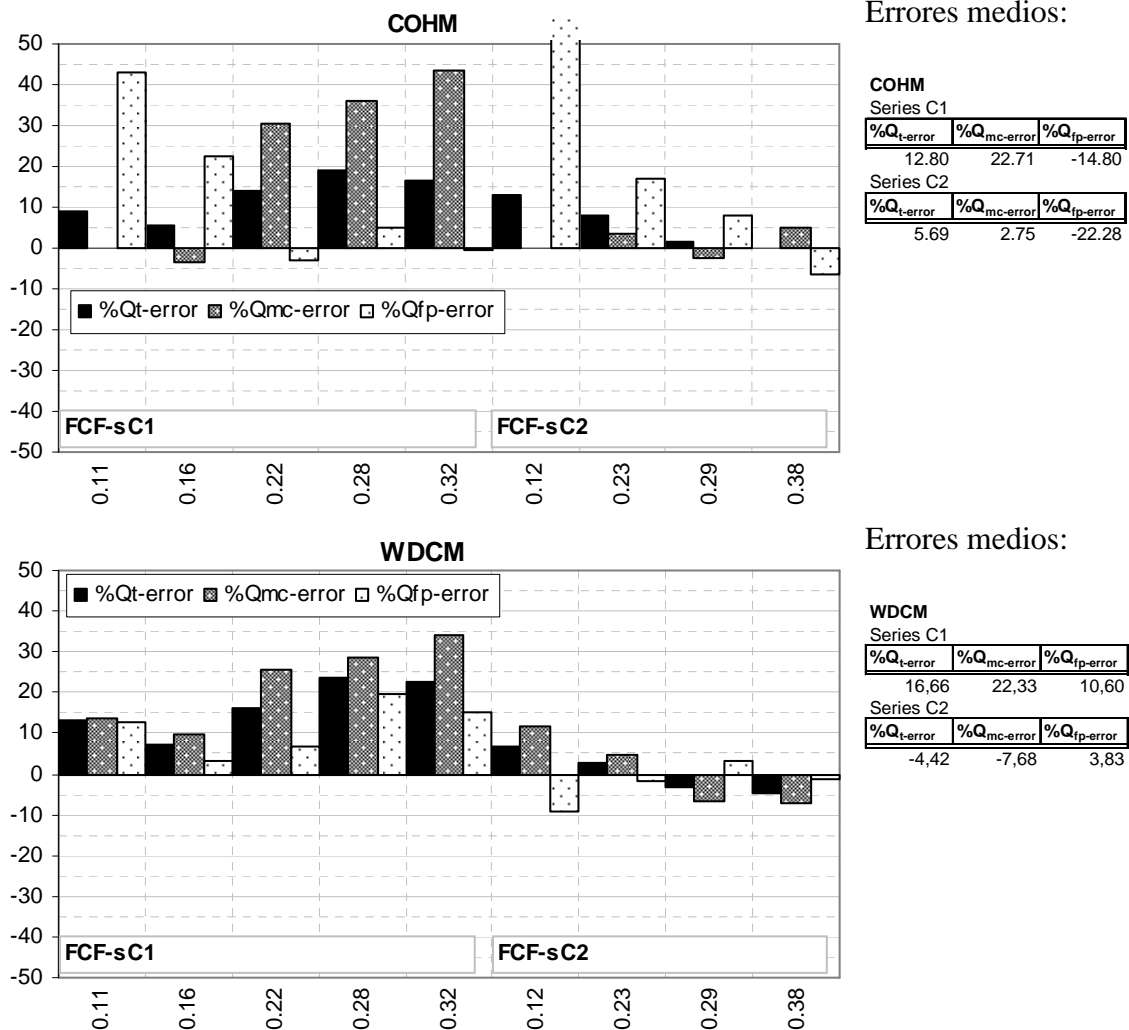 Errores medios:
COHM
50
40
30
20
10
0
-10
-20
-30
-40
-50
%Qt-error %Qmc-error %Qfp-error
FCF-sC1 FCF-sC2
0.11 0.16 0.22 0.28 0.32 0.12 0.23 0.29 0.38
COHM
Series C1
%Qt-error %Qmc-error %Qfp-error
12.80 22.71 -14.80
Series C2
%Qt-error %Qmc-error %Qfp-error
5.69 2.75 -22.28
Errores medios:
WDCM
50
40
30
20
10
0
-10
-20
-30
-40
-50
%Qt-error %Qmc-error %Qfp-error
FCF-sC1 FCF-sC2
0.11 0.16 0.22 0.28 0.32 0.12 0.23 0.29 0.38
WDCM
Series C1
%Qt-error %Qmc-error %Qfp-error
16,66 22,33 10,60
Series C2
%Qt-error %Qmc-error %Qfp-error
-4,42 -7,68 3,83